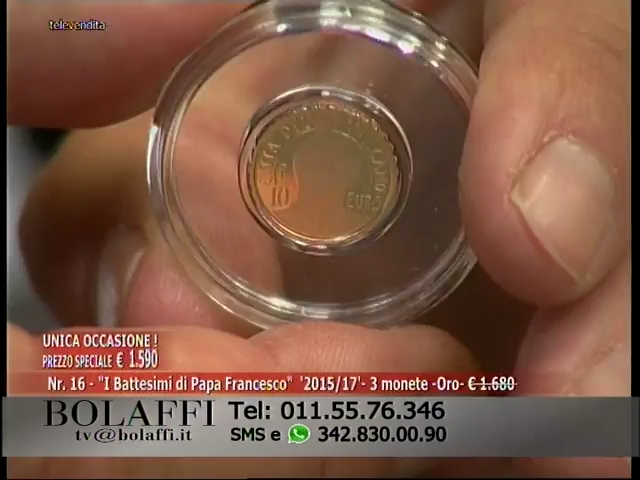 televendita
10
EUR
UNICA OCCASIONE!
PREZZO SPECIALE € 1.590
Nr. 16 - "I Battesimi di Papa Francesco" '2015/17'- 3 monete -Oro- € 1.680
BOLAFFI
tv@bolaffi.it
Tel: 011.55.76.346
SMS e 342.830.00.90